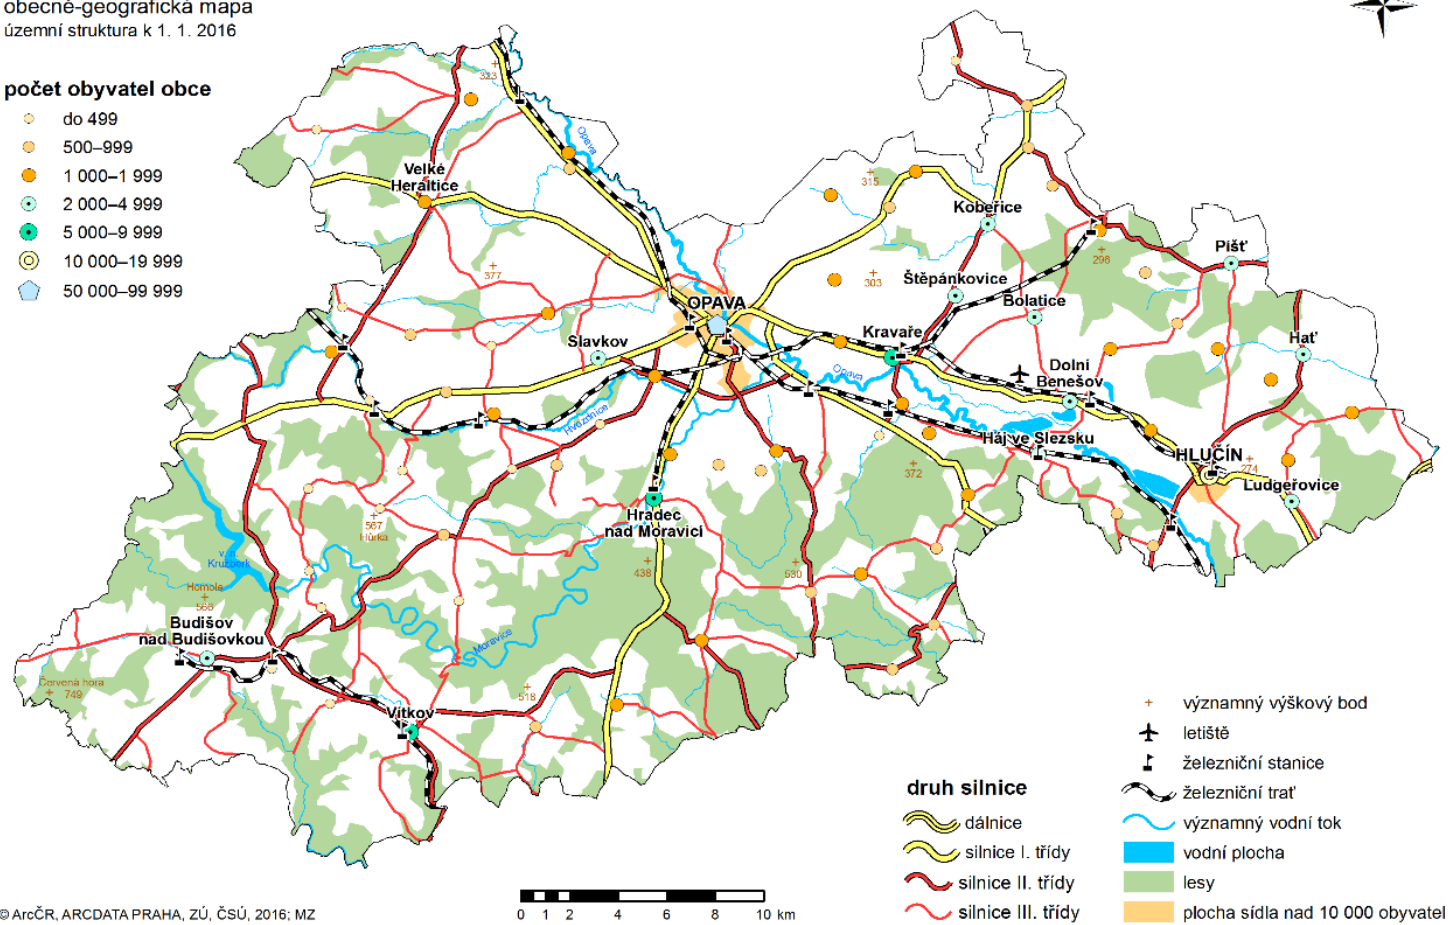 obecně-geografická mapa
územní struktura k 1. 1. 2016
počet obyvatel obce
do 499
500–999
1 000–1 999
2 000–4 999
5 000–9 999
10 000–19 999
50 000–99 999
323
Opava
Velké
Heraltice
315
Kobeřice
298
Píšť
377
303
Štěpánkovice
Bolatice
OPAVA
Kravaře
Hať
Slavkov
Opava
Dolní
Benešov
Hvozdnice
Háj ve Slezsku
372
HLUČÍN
274
Ludgeřovice
Hradec
nad Moravicí
587
Hůrka
v. n.
Kružberk
438
530
Homole
568
Budišov
nad Budišovkou
Moravice
Červená hora
749
518
Vítkov
významný výškový bod
letiště
železniční stanice
železniční trať
významný vodní tok
vodní plocha
lesy
plocha sídla nad 10 000 obyvatel
druh silnice
dálnice
silnice I. třídy
silnice II. třídy
silnice III. třídy
0 1 2 4 6 8 10 km
© ArcČR, ARCDATA PRAHA, ZÚ, ČSÚ, 2016; MZ